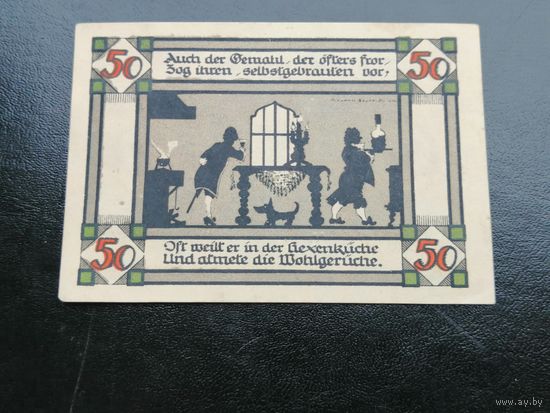 50 Auch der Gemahl, der öfters fror, 50
Zog ihren, selbstgebrauten vor;
50 Oft weilt er in der Hexenküche 50
Und atmete die Wohlgerüche.
www.ay.by